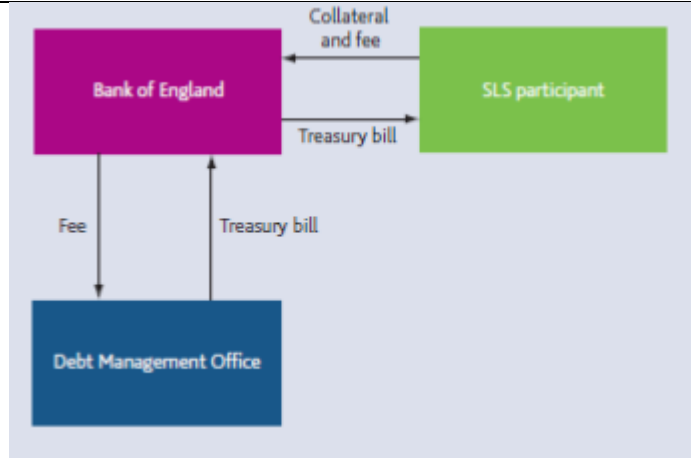 Collateral
and fee
Bank of England
SLS participant
Treasury bill
Fee
Treasury bill
Debt Management Office